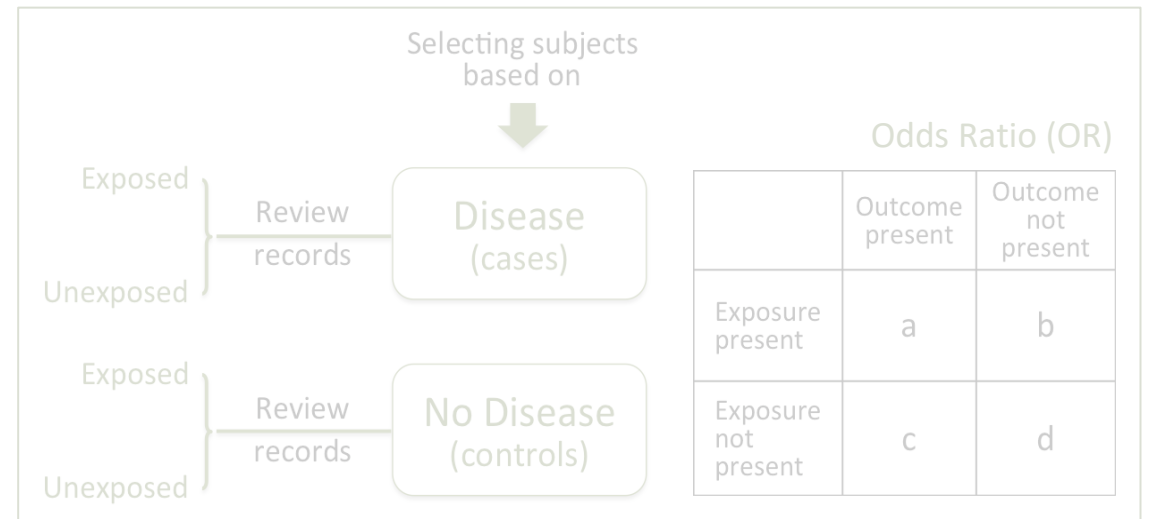 Selecting subjects
based on
Exposed
Review
records
Unexposed
Disease
(cases)
Exposed
Review
records
Unexposed
No Disease
(controls)
Odds Ratio (OR)
Outcome
present
Outcome
not
present
Exposure
present
a
b
Exposure
not
present
c
d